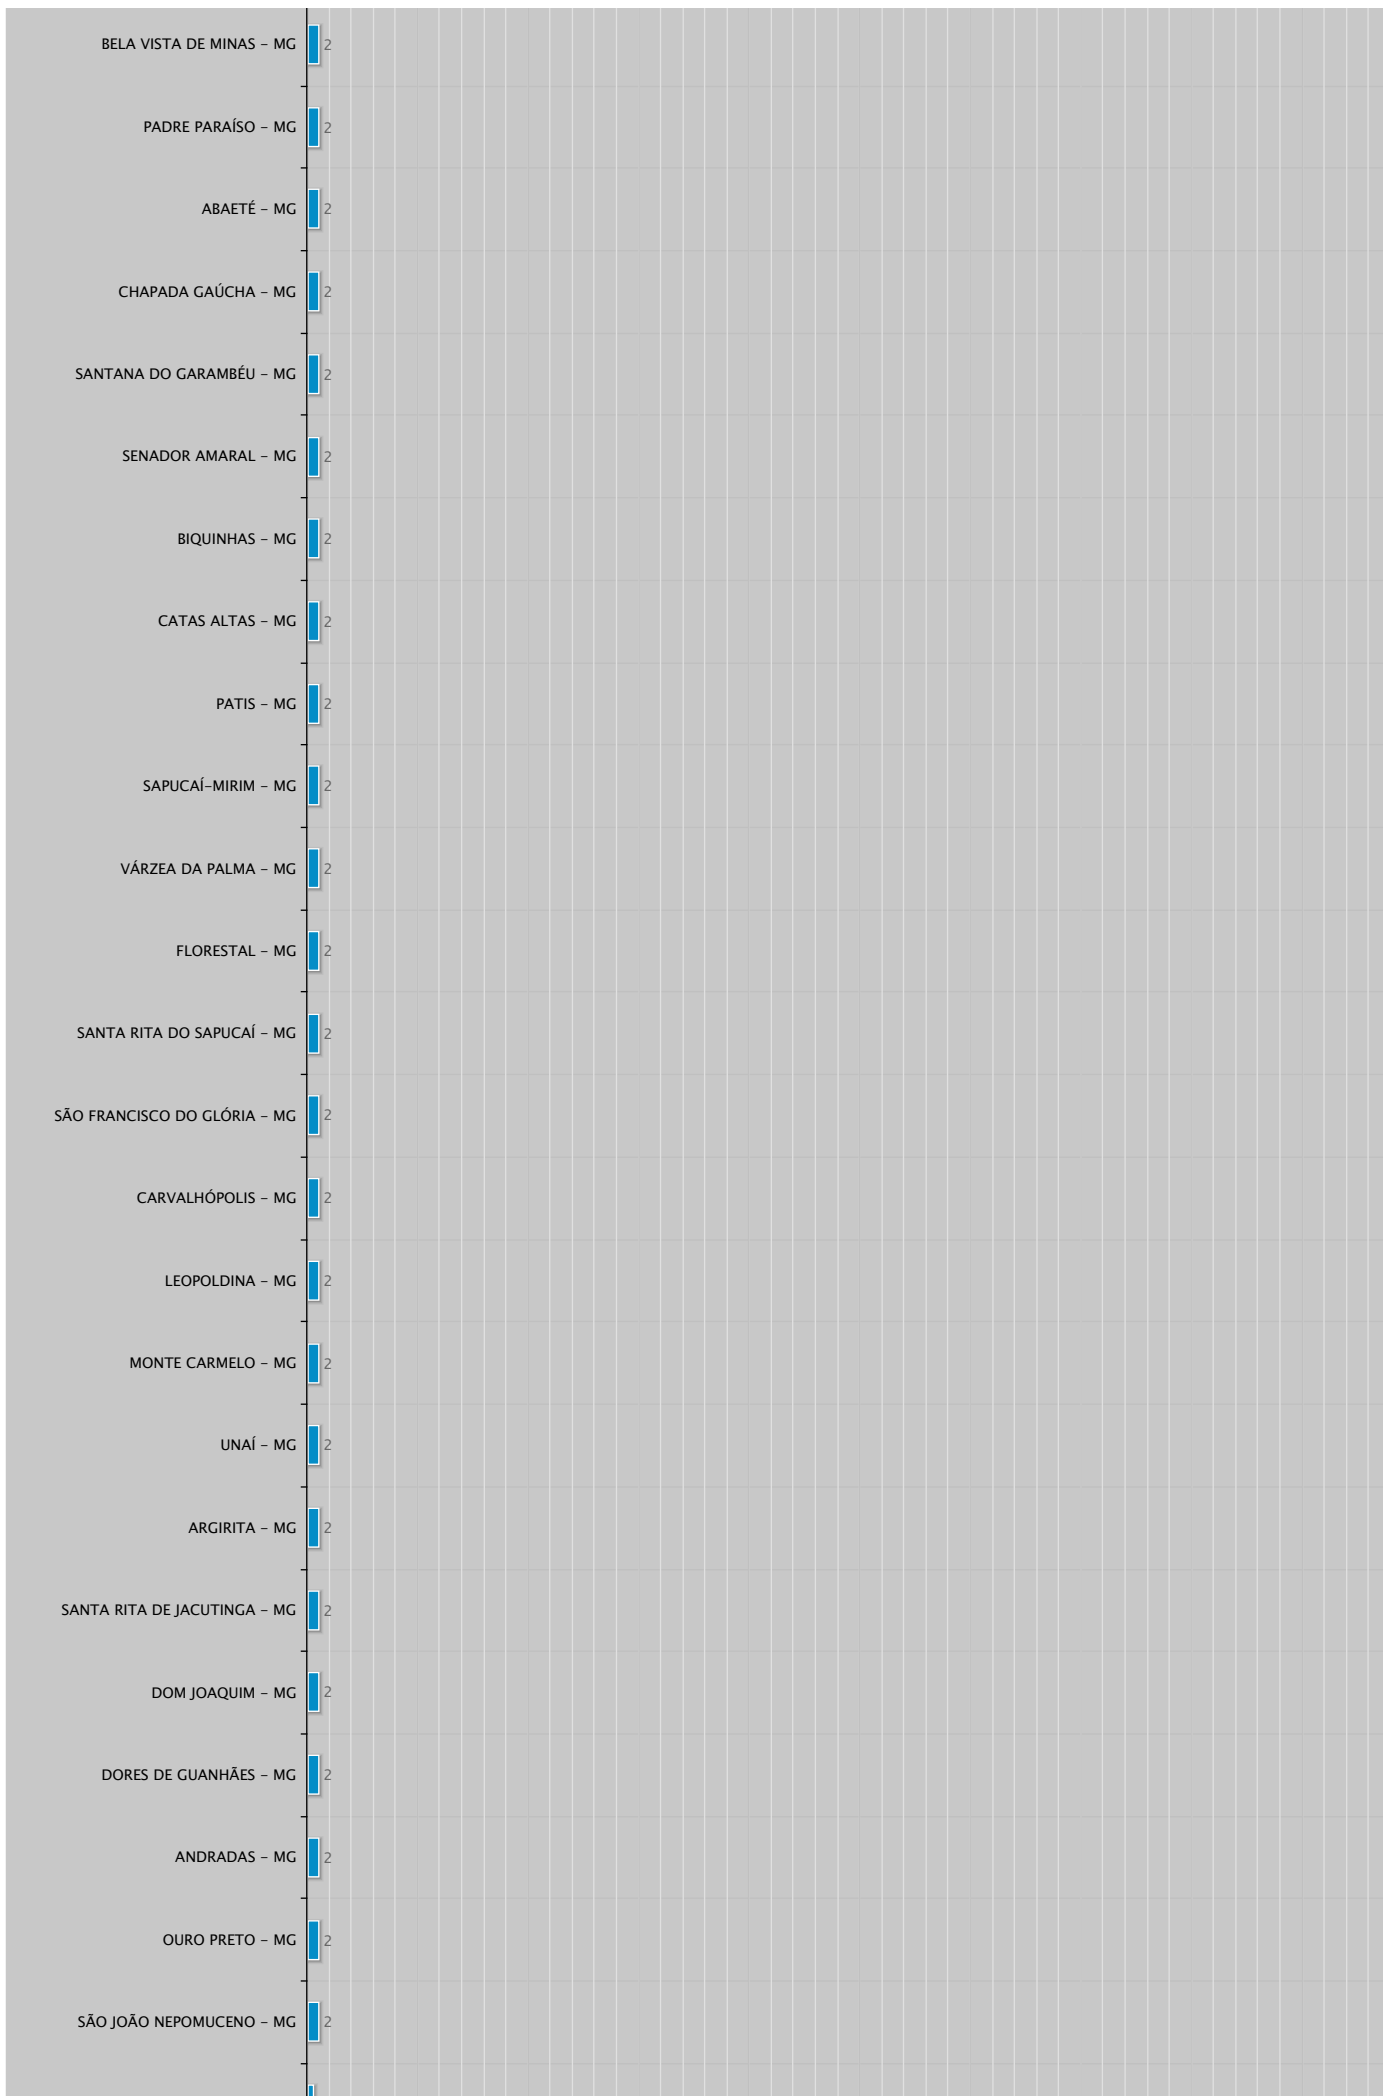 BELA VISTA DE MINAS - MG 2
PADRE PARAÍSO - MG 2
ABAETÉ - MG 2
CHAPADA GAÚCHA - MG 2
SANTANA DO GARAMBÉU - MG 2
SENADOR AMARAL - MG 2
BIQUINHAS - MG 2
CATAS ALTAS - MG 2
PATIS - MG 2
SAPUCAÍ-MIRIM - MG 2
VÁRZEA DA PALMA - MG 2
FLORESTAL - MG 2
SANTA RITA DO SAPUCAÍ - MG 2
SÃO FRANCISCO DO GLÓRIA - MG 2
CARVALHÓPOLIS - MG 2
LEOPOLDINA - MG 2
MONTE CARMELO - MG 2
UNAÍ - MG 2
ARGIRITA - MG 2
SANTA RITA DE JACUTINGA - MG 2
DOM JOAQUIM - MG 2
DORES DE GUANHÃES - MG 2
ANDRADAS - MG 2
OURO PRETO - MG 2
SÃO JOÃO NEPOMUCENO - MG 2